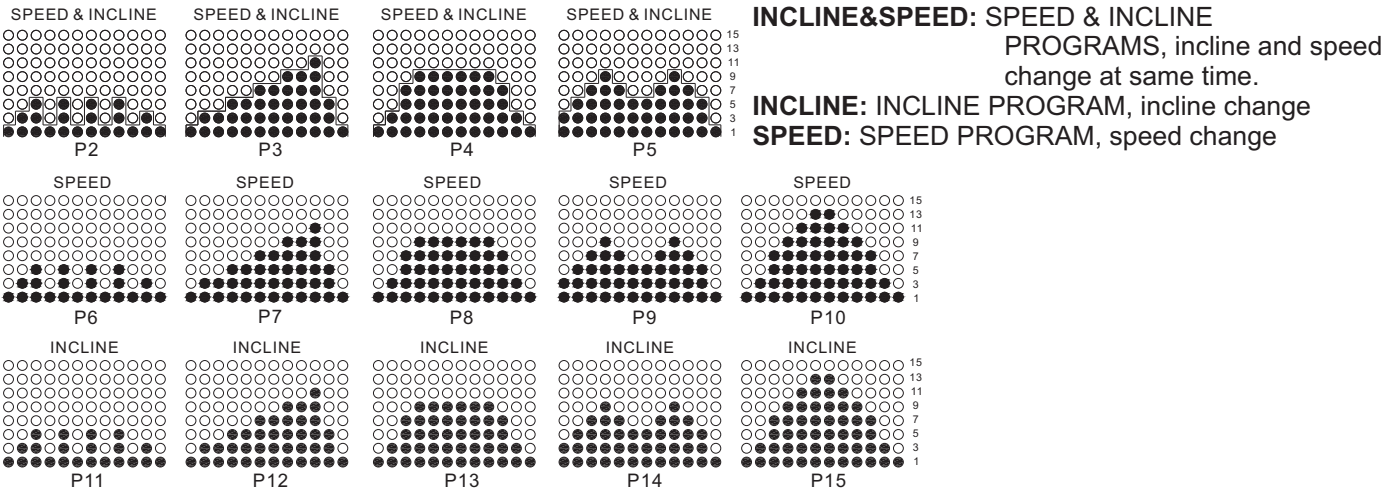 SPEED & INCLINE SPEED & INCLINE SPEED & INCLINE SPEED & INCLINE
15
13
11
9
7
5
3
1
P2 P3 P4 P5
INCLINE&SPEED: SPEED & INCLINE
PROGRAMS, incline and speed
change at same time.
INCLINE: INCLINE PROGRAM, incline change
SPEED: SPEED PROGRAM, speed change
SPEED SPEED SPEED SPEED SPEED
15
13
11
9
7
5
3
1
P6 P7 P8 P9 P10
INCLINE INCLINE INCLINE INCLINE INCLINE
15
13
11
9
7
5
3
1
P11 P12 P13 P14 P15